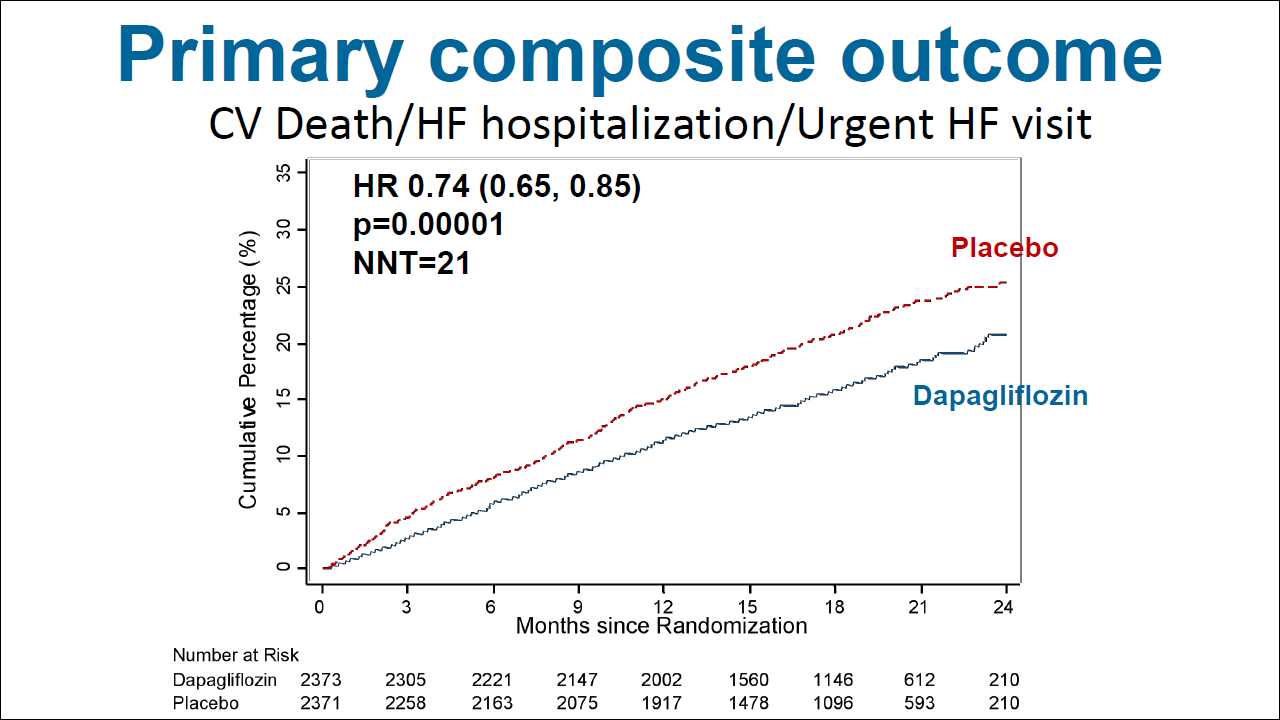 Primary composite outcome
CV Death/HF hospitalization/Urgent HF visit
HR 0.74 (0.65, 0.85)
p=0.00001
NNT=21
Placebo
Dapagliflozin
Cumulative Percentage (%)
35
30
25
20
15
10
5
0
0 3 6 9 12 15 18 21 24
Months since Randomization
Number at Risk
Dapagliflozin 2373 2305 2221 2147 2002 1560 1146 612 210
Placebo 2371 2258 2163 2075 1917 1478 1096 593 210